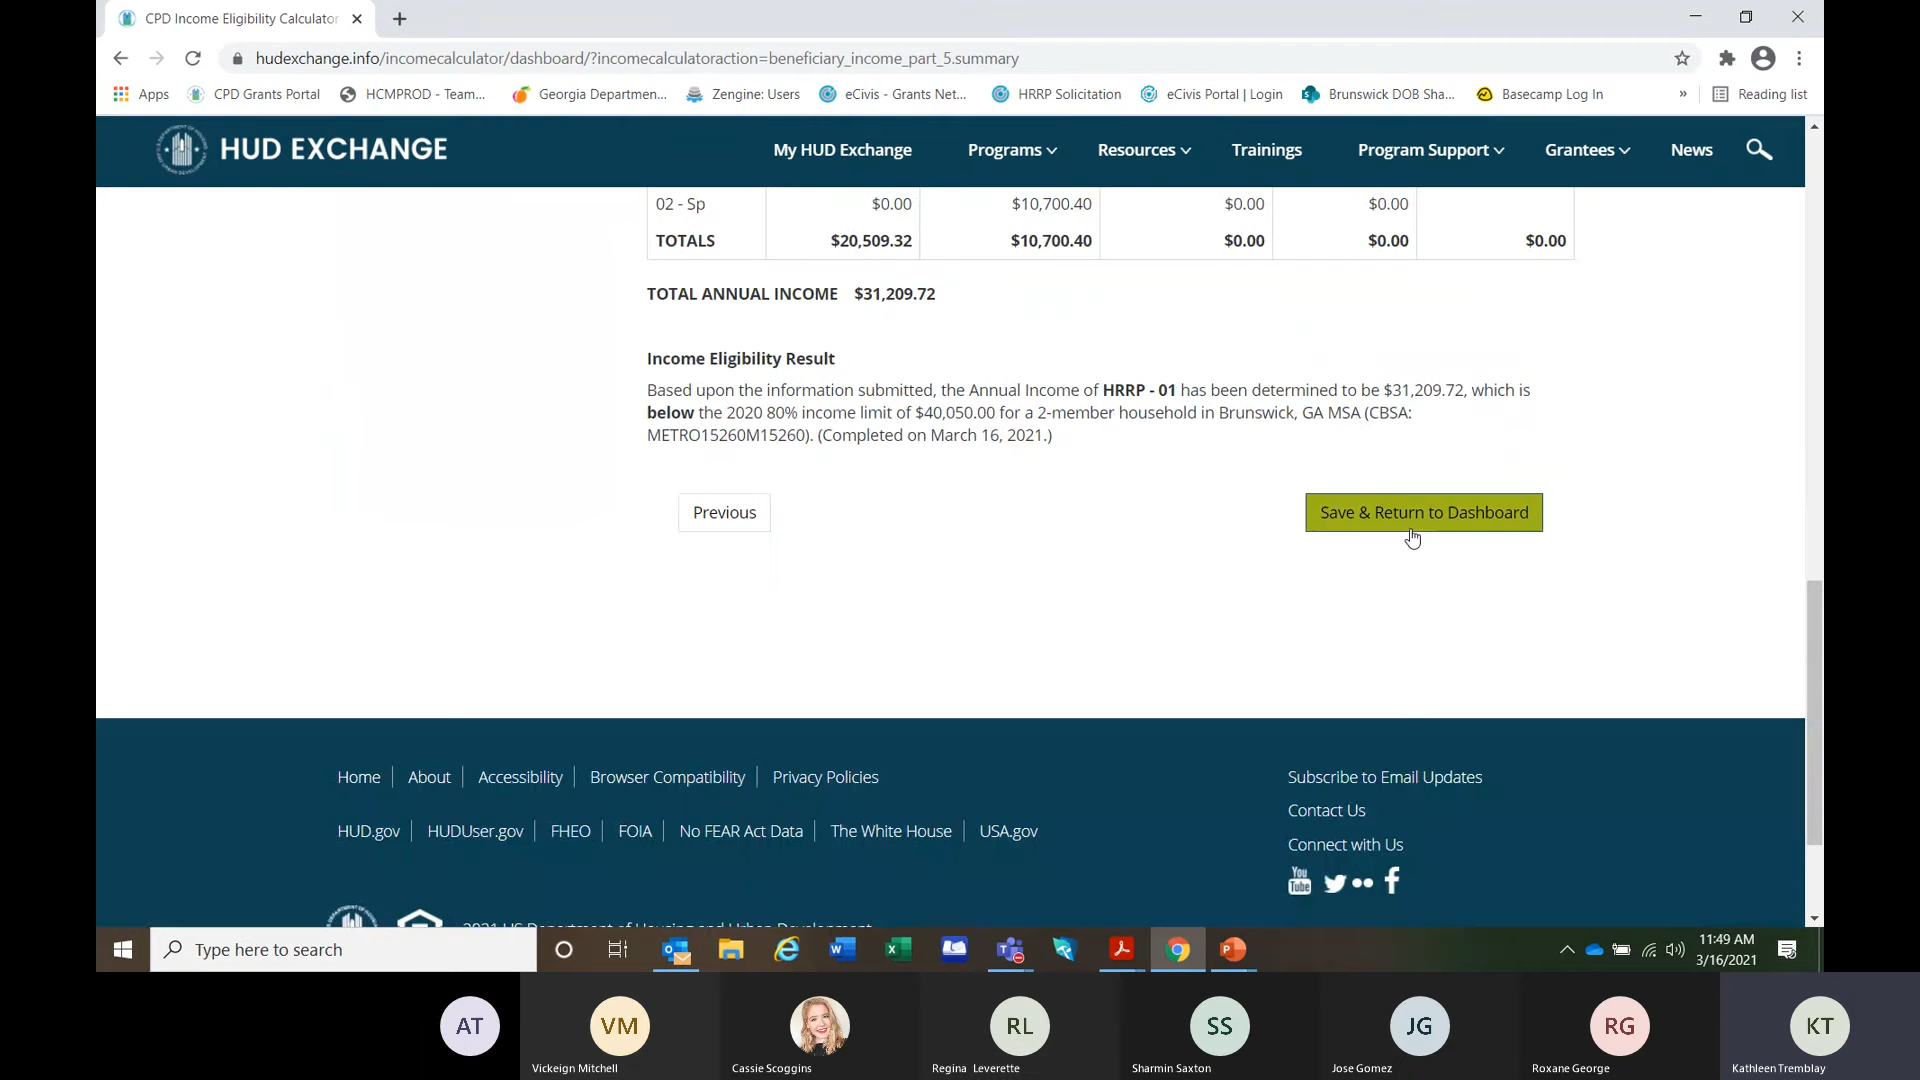 CPD Income Eligibility Calculator
hudexchange.info/incomecalculator/dashboard/?incomecalculatoraction=beneficiary_income_part_5.summary
Apps CPD Grants Portal HCMPROD - Team... Georgia Departmen... Zengine: Users eCivis - Grants Net... HRRP Solicitation eCivis Portal | Login Brunswick DOB Sha... Basecamp Log In » Reading list
HUD EXCHANGE My HUD Exchange Programs Resources Trainings Program Support Grantees News
02 - Sp $0.00 $10,700.40 $0.00 $0.00
TOTALS $20,509.32 $10,700.40 $0.00 $0.00 $0.00
TOTAL ANNUAL INCOME $31,209.72
Income Eligibility Result
Based upon the information submitted, the Annual Income of HRRP - 01 has been determined to be $31,209.72, which is
below the 2020 80% income limit of $40,050.00 for a 2-member household in Brunswick, GA MSA (CBSA:
METRO15260M15260). (Completed on March 16, 2021.)
Previous Save & Return to Dashboard
Home About Accessibility Browser Compatibility Privacy Policies Subscribe to Email Updates
Contact Us
HUD.gov HUDUser.gov FHEO FOIA No FEAR Act Data The White House USA.gov
Connect with Us
You Tube
2021 US Department of Housing and Urban Development
Type here to search
11:49 AM
3/16/2021
AT VM RL SS JG RG KT
Vickeign Mitchell Cassie Scoggins Regina Leverette Sharmin Saxton Jose Gomez Roxane George Kathleen Tremblay